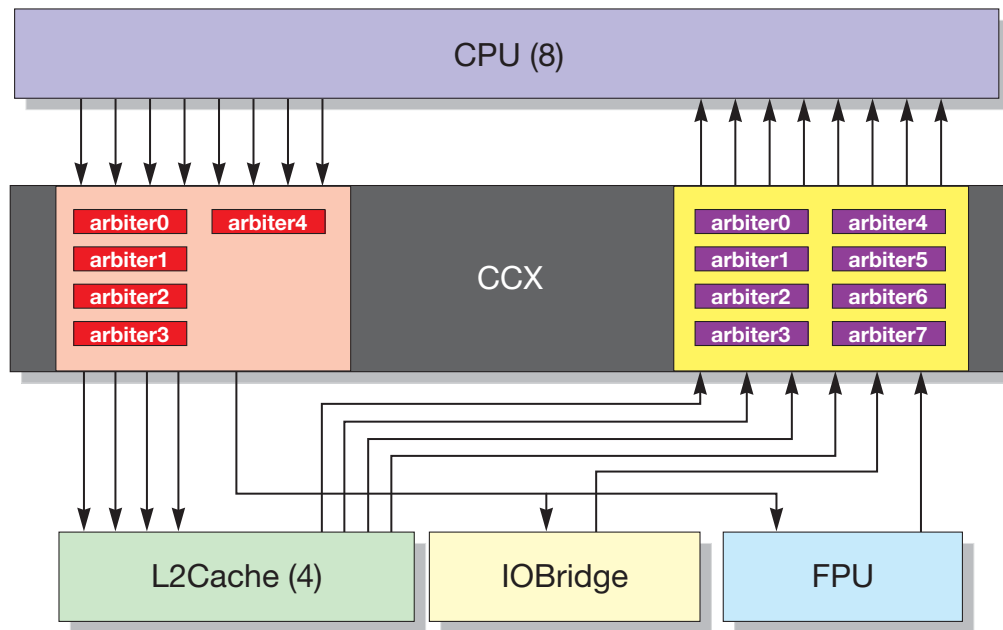 CPU (8)
arbiter0
arbiter4
arbiter1
arbiter2
arbiter3
CCX
arbiter0
arbiter4
arbiter1
arbiter5
arbiter2
arbiter6
arbiter3
arbiter7
L2Cache (4)
IOBridge
FPU